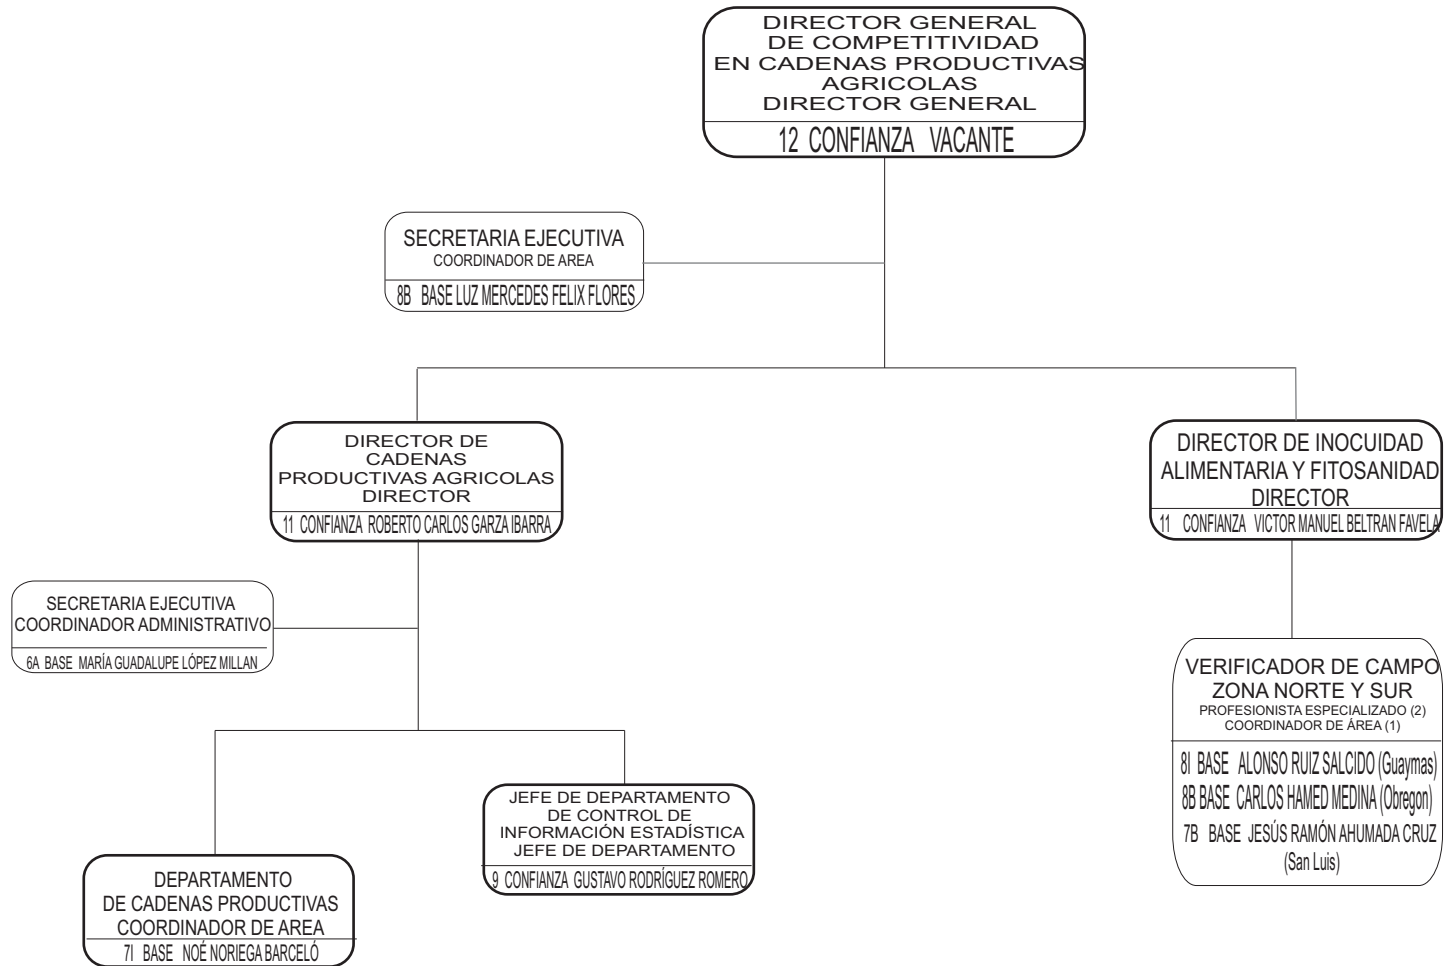 DIRECTOR GENERAL
DE COMPETITIVIDAD
EN CADENAS PRODUCTIVAS
AGRICOLAS
DIRECTOR GENERAL
12 CONFIANZA VACANTE
SECRETARIA EJECUTIVA
COORDINADOR DE AREA
8B BASE LUZ MERCEDES FELIX FLORES
DIRECTOR DE
CADENAS
PRODUCTIVAS AGRICOLAS
DIRECTOR
11 CONFIANZA ROBERTO CARLOS GARZA IBARRA
DIRECTOR DE INOCUIDAD
ALIMENTARIA Y FITOSANIDAD
DIRECTOR
11 CONFIANZA VICTOR MANUEL BELTRAN FAVELA
SECRETARIA EJECUTIVA
COORDINADOR ADMINISTRATIVO
6A BASE MARÍA GUADALUPE LÓPEZ MILLAN
VERIFICADOR DE CAMPO
ZONA NORTE Y SUR
PROFESIONISTA ESPECIALIZADO (2)
COORDINADOR DE ÁREA (1)
8I BASE ALONSO RUIZ SALCIDO (Guaymas)
8B BASE CARLOS HAMED MEDINA (Obregon)
7B BASE JESÚS RAMÓN AHUMADA CRUZ
(San Luis)
JEFE DE DEPARTAMENTO
DE CONTROL DE
INFORMACIÓN ESTADÍSTICA
JEFE DE DEPARTAMENTO
9 CONFIANZA GUSTAVO RODRÍGUEZ ROMERO
DEPARTAMENTO
DE CADENAS PRODUCTIVAS
COORDINADOR DE AREA
7I BASE NOÉ NORIEGA BARCELÓ